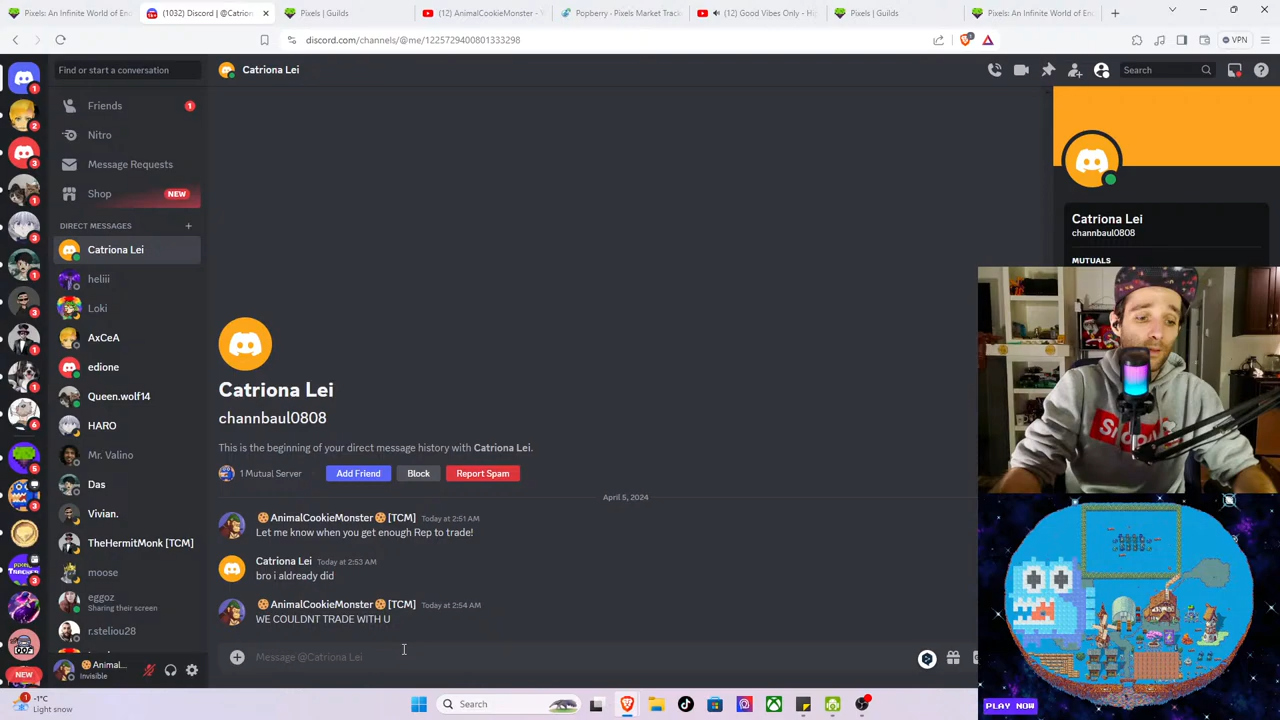 Pixels: An Infinite World of En
(1032) Discord | @Catrion
Pixels | Guilds
(12) AnimalCookieMonster -
Popberry - Pixels Market Track
(12) Good Vibes Only - Hi
Pixels | Guilds
Pixels: An Infinite World of En
discord.com/channels/@me/1225729400801333298
VPN
Find or start a conversation
Catriona Lei
Search
Friends
1
Nitro
Message Requests
Shop
NEW
DIRECT MESSAGES
Catriona Lei
heliii
Loki
AxCeA
edione
Queen.wolf14
HARO
Mr. Valino
Das
Vivian.
TheHermitMonk [TCM]
moose
eggoz
Sharing their screen
r.steliou28
Animal...
Invisible
NEW
Catriona Lei
channbaul0808
This is the beginning of your direct message history with Catriona Lei.
1 Mutual Server
Add Friend
Block
Report Spam
April 5, 2024
AnimalCookieMonster [TCM] Today at 2:51 AM
Let me know when you get enough Rep to trade!
Catriona Lei Today at 2:53 AM
bro i aldready did
AnimalCookieMonster [TCM] Today at 2:54 AM
WE COULDNT TRADE WITH U
Message @Catriona Lei
Catriona Lei
channbaul0808
MUTUALS
PLAY NOW
-1°C
Light snow
Search